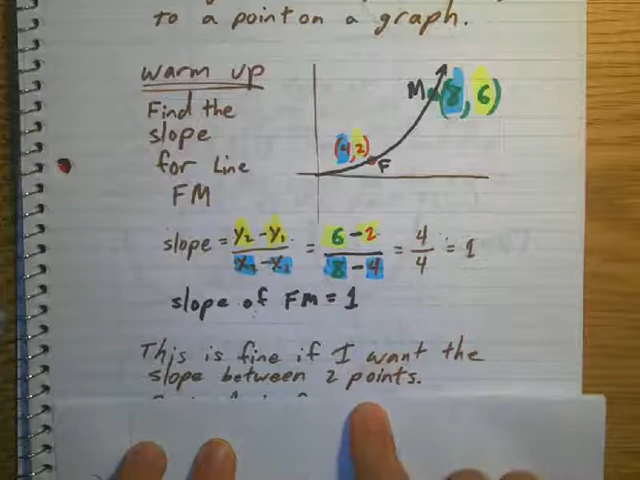 to a point on a graph.
warm up
Find the
slope
for Line
FM
M (8, 6)
(4,2)
F
slope = y₂ - y₁ / x₂ - x₁ = 6 - 2 / 8 - 4 = 4 / 4 = 1
slope of FM = 1
This is fine if I want the
slope between 2 points.